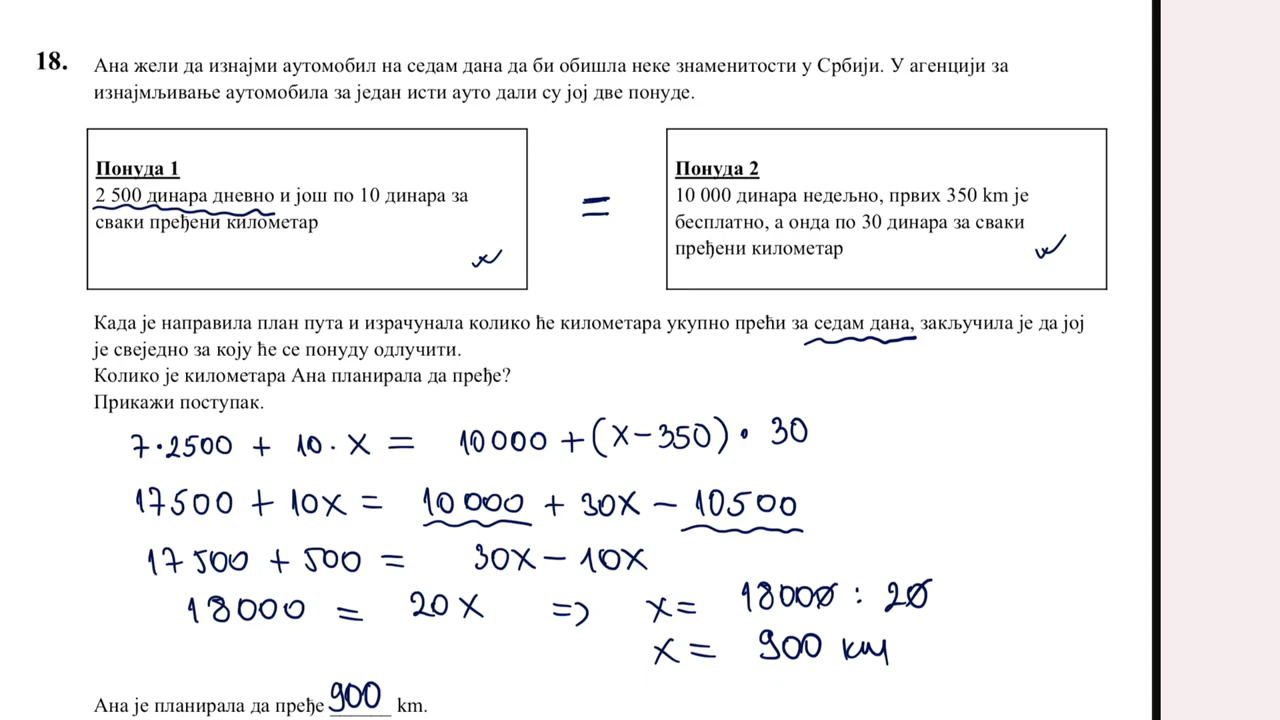 18. Ана жели да изнајми аутомобил на седам дана да би обишла неке знаменитости у Србији. У агенцији за
изнајмљивање аутомобила за један исти ауто дали су јој две понуде.
Понуда 1
2 500 динара дневно и још по 10 динара за
сваки пређени километар
=
Понуда 2
10 000 динара недељно, првих 350 km је
бесплатно, а онда по 30 динара за сваки
пређени километар
Када је направила план пута и израчунала колико ће километара укупно прећи за седам дана, закључила је да јој
је свеједно за коју ће се понуду одлучити.
Колико је километара Ана планирала да пређе?
Прикажи поступак.
7·2500 + 10·x = 10000 + (x−350)·30
17500 + 10x = 10000 + 30x − 10500
17500 + 500 = 30x − 10x
18000 = 20x => x = 18000 : 20
x = 900 км
Ана је планирала да пређе 900 km.